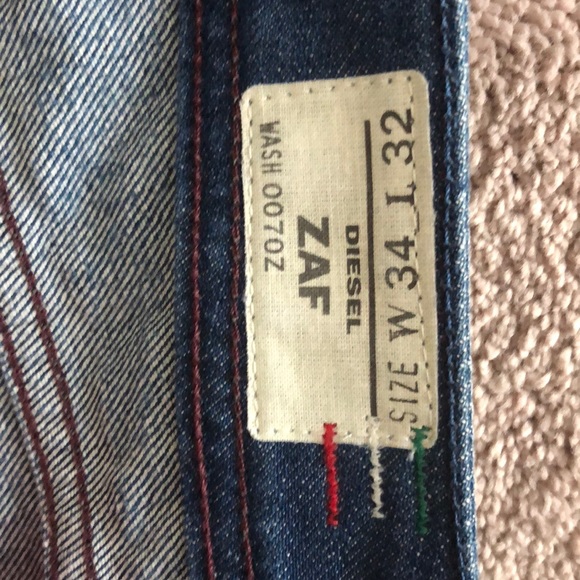 SIZE W 34 L 32
DIESEL
ZAF
WASH 0070Z